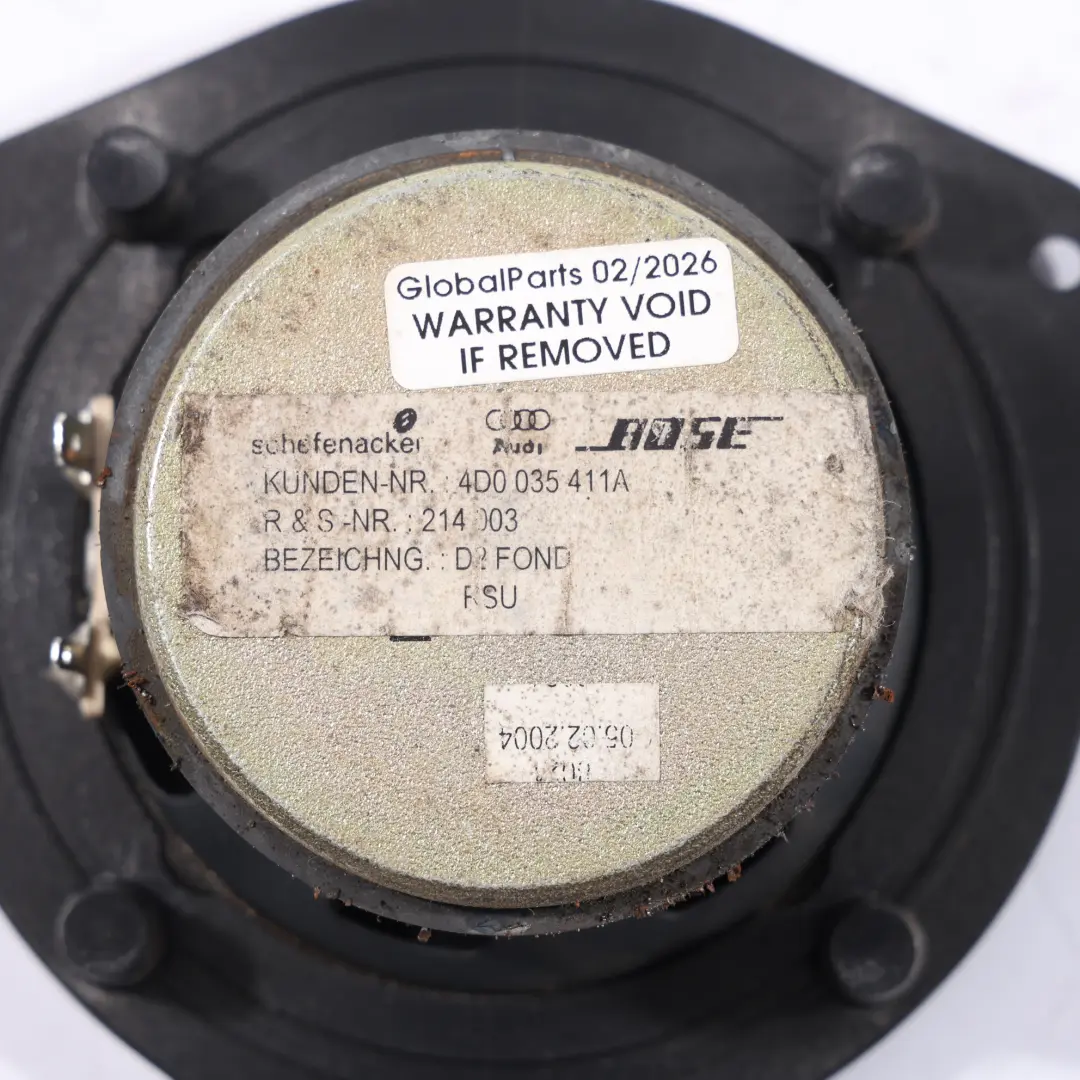 GlobalParts 02/2026
WARRANTY VOID
IF REMOVED
schefenacker Audi BOSE
KUNDEN-NR. : 4D0 035 411A
R & S -NR. : 214 003
BEZEICHNG. : D2 FOND
RSU
05.02.2004